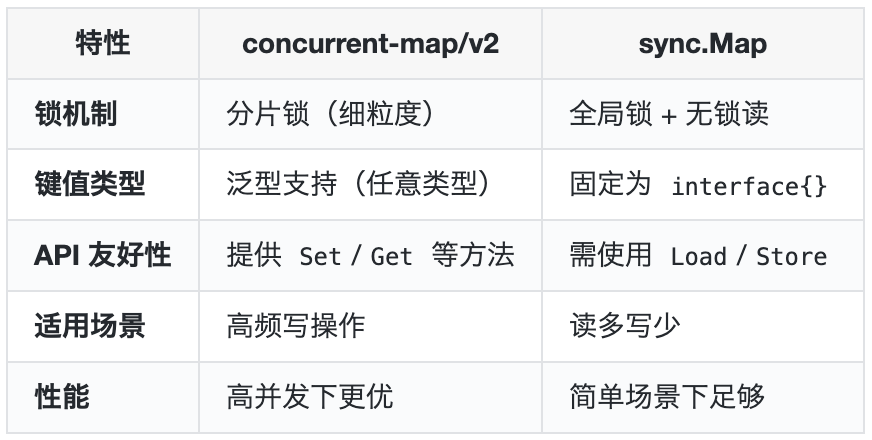 特性 concurrent-map/v2 sync.Map
锁机制 分片锁（细粒度） 全局锁 + 无锁读
键值类型 泛型支持（任意类型） 固定为 interface{}
API 友好性 提供 Set / Get 等方法 需使用 Load / Store
适用场景 高频写操作 读多写少
性能 高并发下更优 简单场景下足够